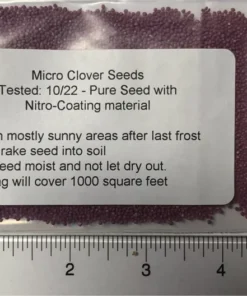 Micro Clover Seeds
Tested: 10/22 - Pure Seed with
Nitro-Coating material
n mostly sunny areas after last frost
rake seed into soil
eed moist and not let dry out.
g will cover 1000 square feet
2
3
4